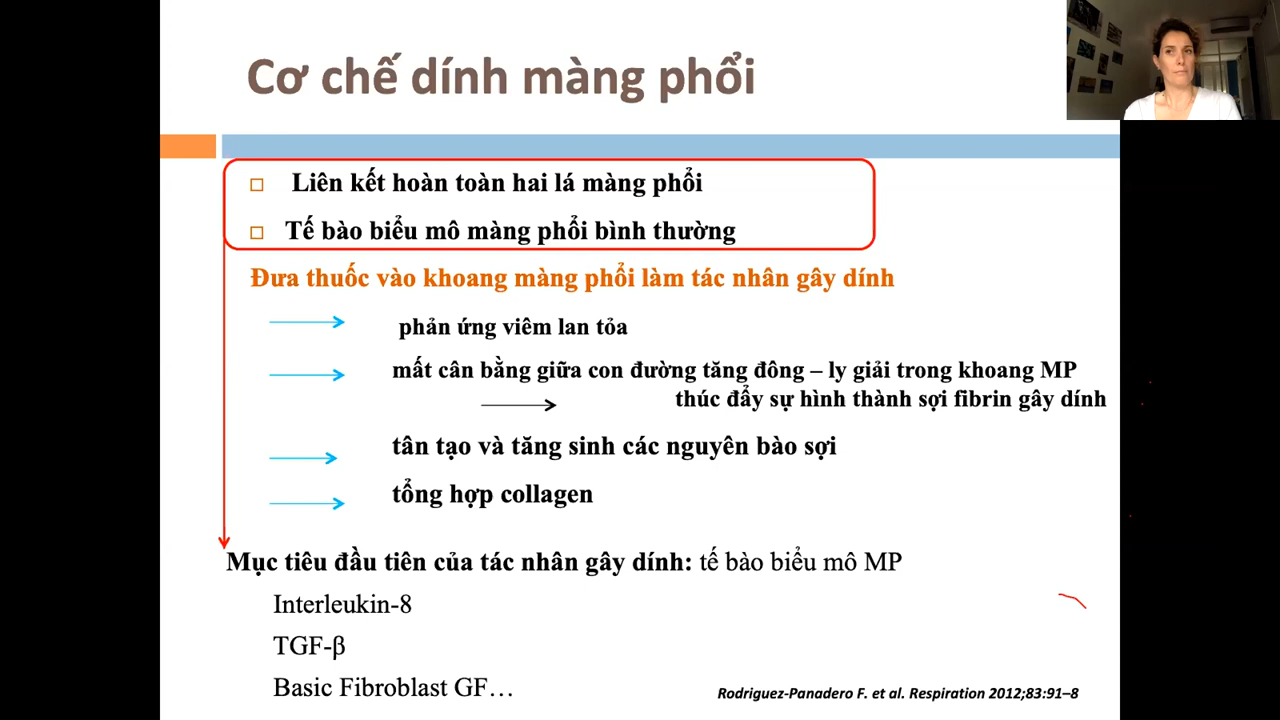 Cơ chế dính màng phổi
Liên kết hoàn toàn hai lá màng phổi
Tế bào biểu mô màng phổi bình thường
Đưa thuốc vào khoang màng phổi làm tác nhân gây dính
phản ứng viêm lan tỏa
mất cân bằng giữa con đường tăng đông – ly giải trong khoang MP
thúc đẩy sự hình thành sợi fibrin gây dính
tân tạo và tăng sinh các nguyên bào sợi
tổng hợp collagen
Mục tiêu đầu tiên của tác nhân gây dính: tế bào biểu mô MP
Interleukin-8
TGF-β
Basic Fibroblast GF…
Rodriguez-Panadero F. et al. Respiration 2012;83:91–8